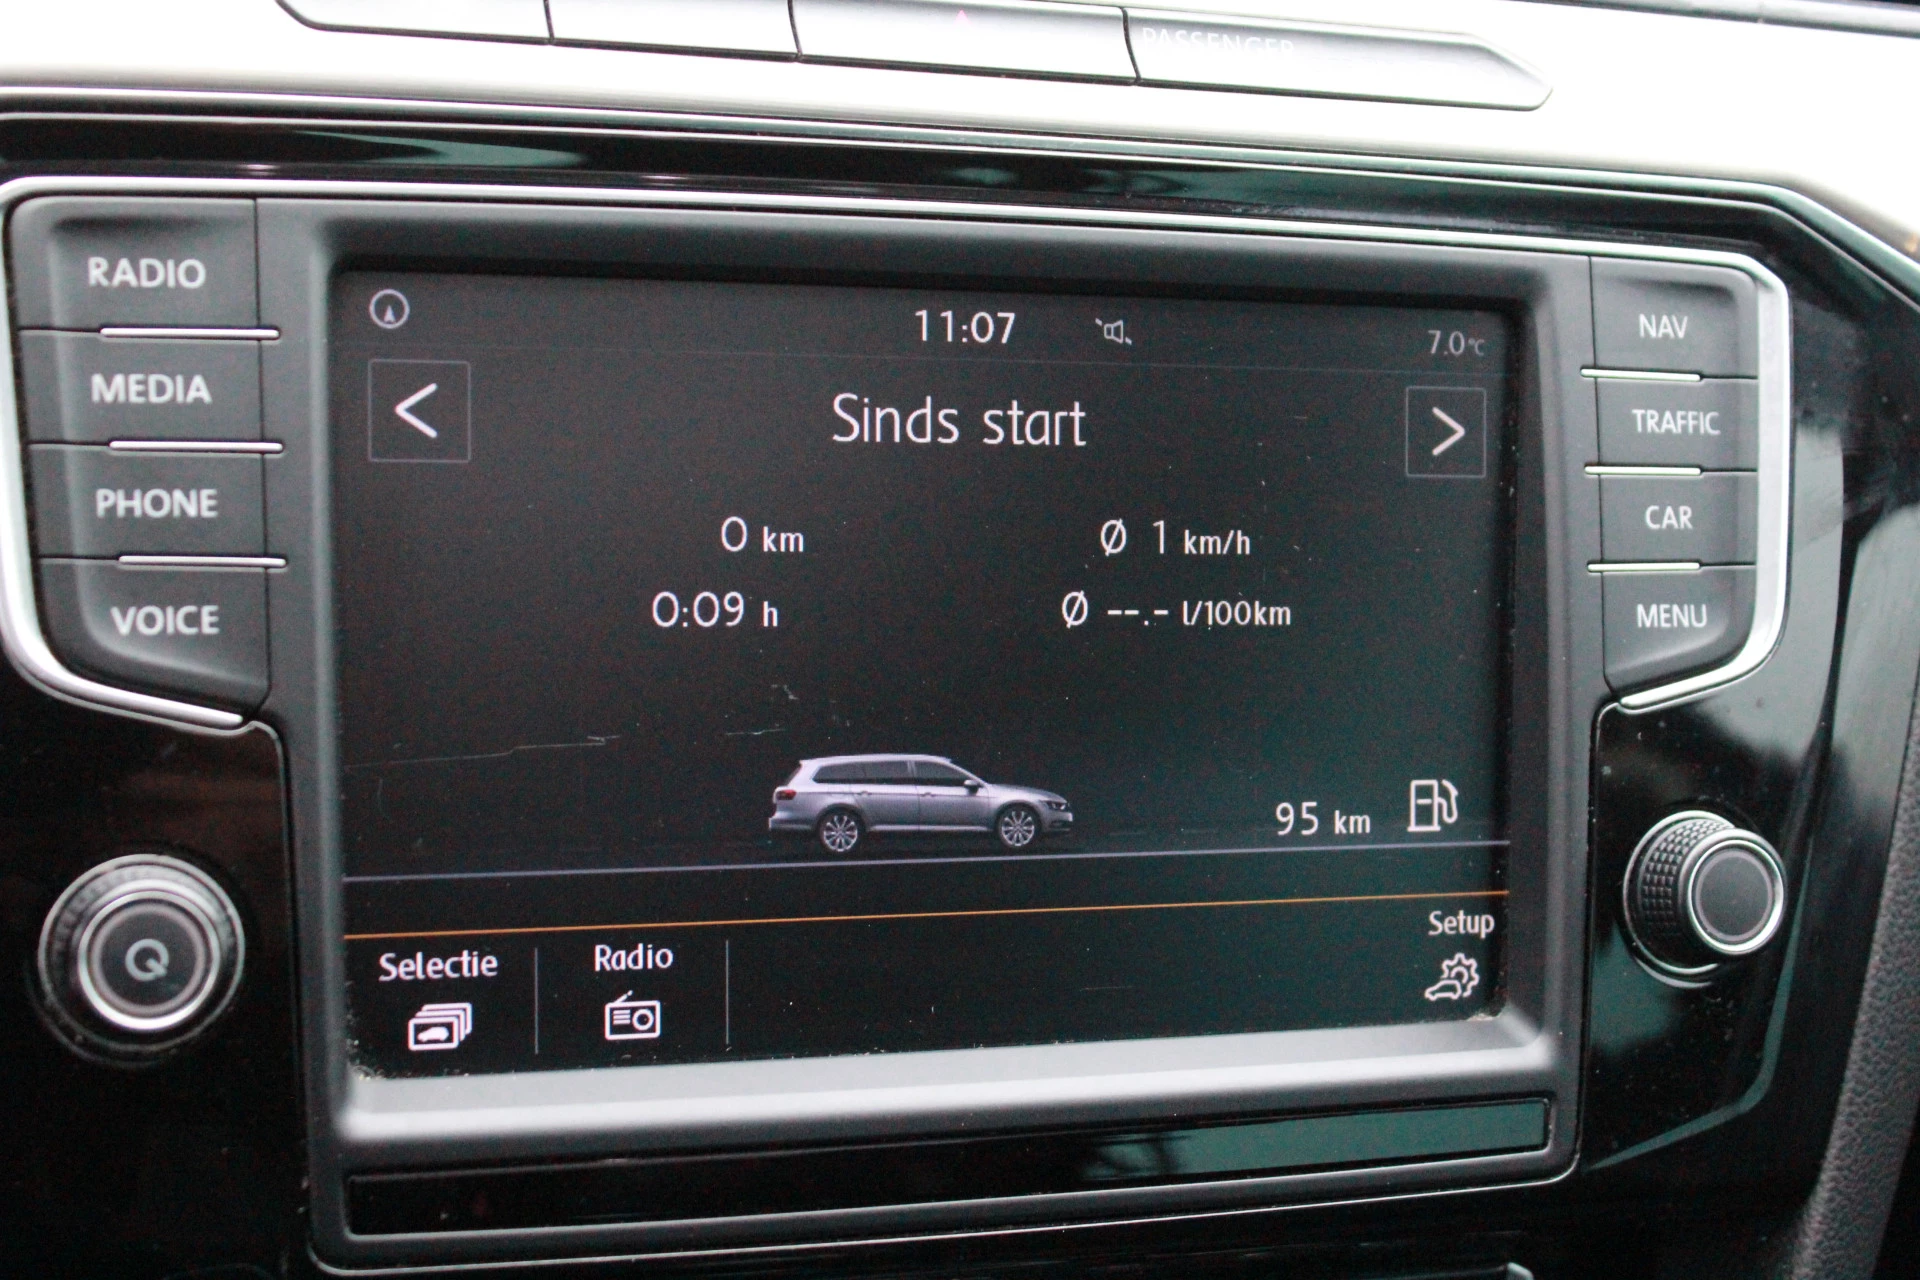 PASSENGER
RADIO
MEDIA
PHONE
VOICE
11:07
7.0°C
<
Sinds start
>
0 km
Ø 1 km/h
0:09 h
Ø --.- l/100km
95 km
Selectie
Radio
Setup
NAV
TRAFFIC
CAR
MENU